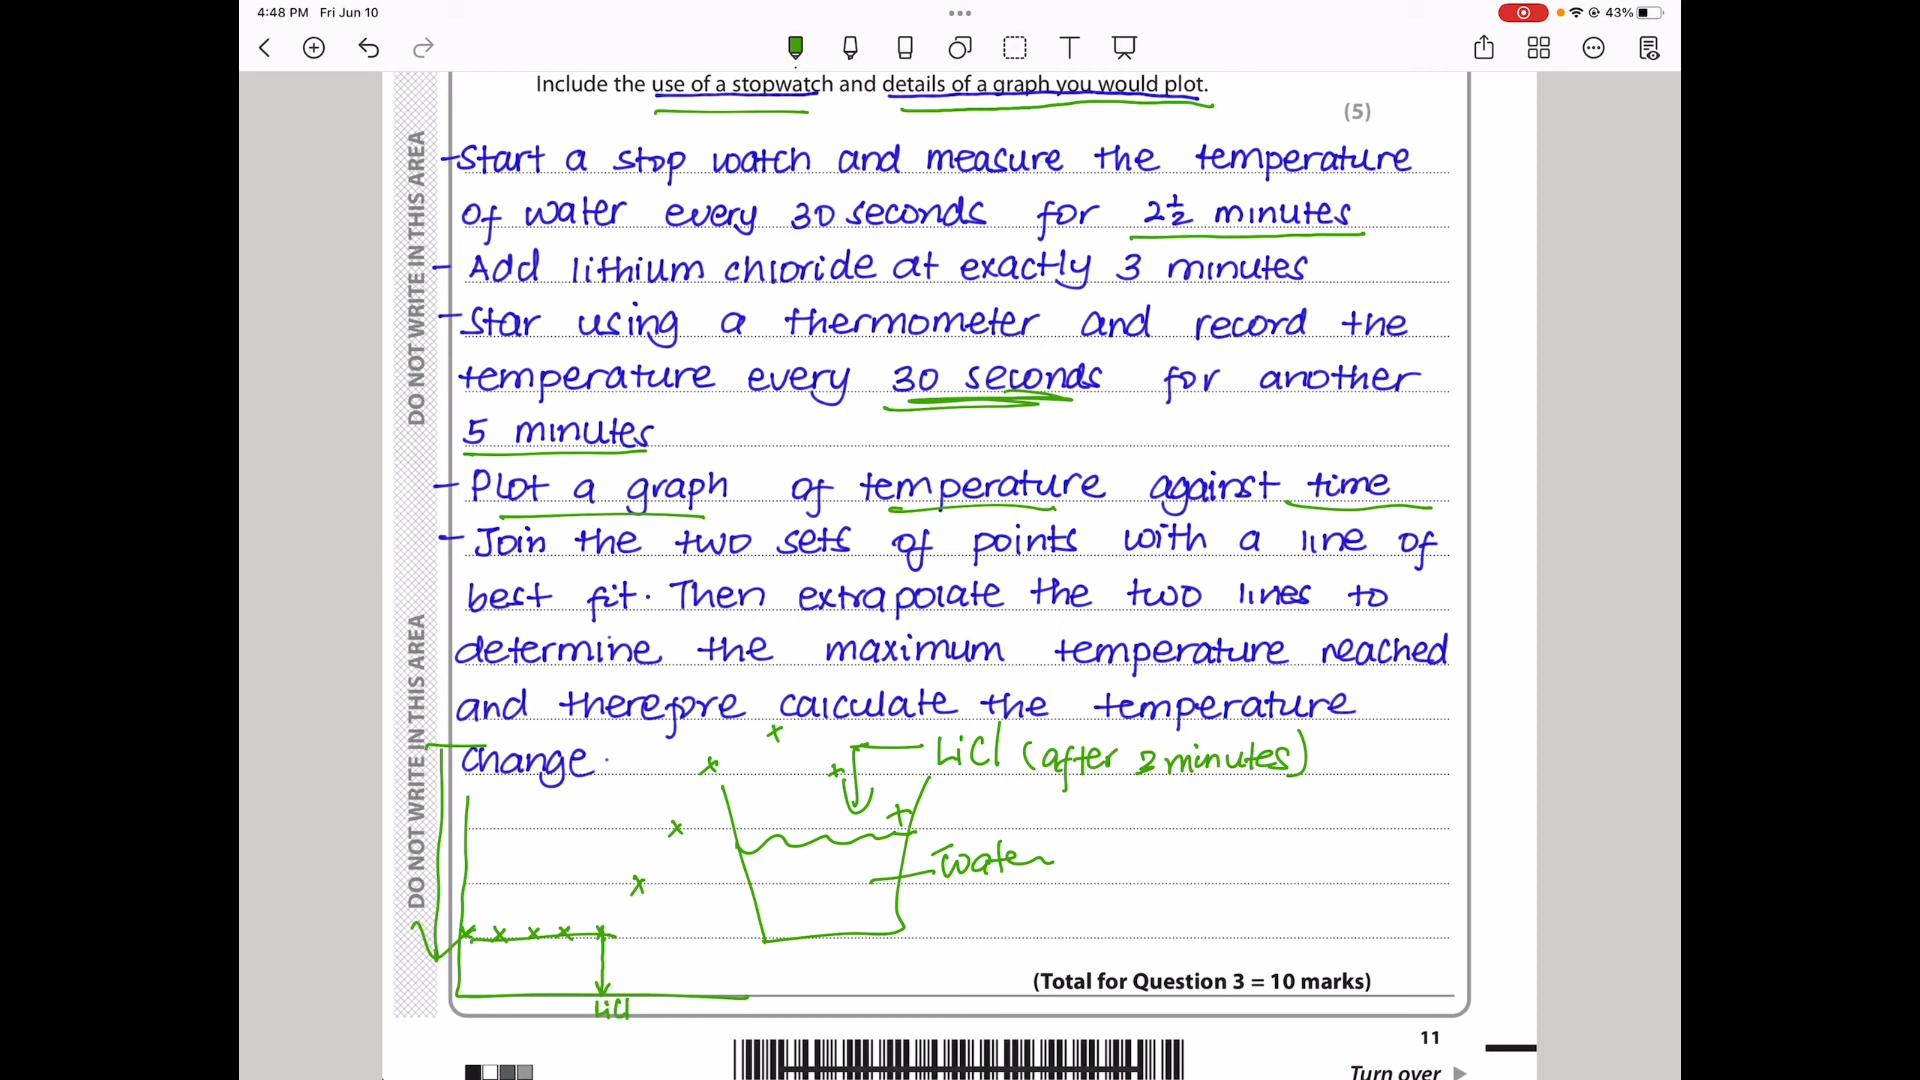 4:48 PM Fri Jun 10
43%
Include the use of a stopwatch and details of a graph you would plot.
(5)
DO NOT WRITE IN THIS AREA
DO NOT WRITE IN THIS AREA
- Start a stop watch and measure the temperature
of water every 30 seconds for 2½ minutes
- Add lithium chloride at exactly 3 minutes
- Star using a thermometer and record the
temperature every 30 seconds for another
5 minutes
- Plot a graph of temperature against time
- Join the two sets of points with a line of
best fit. Then extrapolate the two lines to
determine the maximum temperature reached
and therefore calculate the temperature
change.
LiCl (after 3 minutes)
water
LiCl
(Total for Question 3 = 10 marks)
11
Turn over